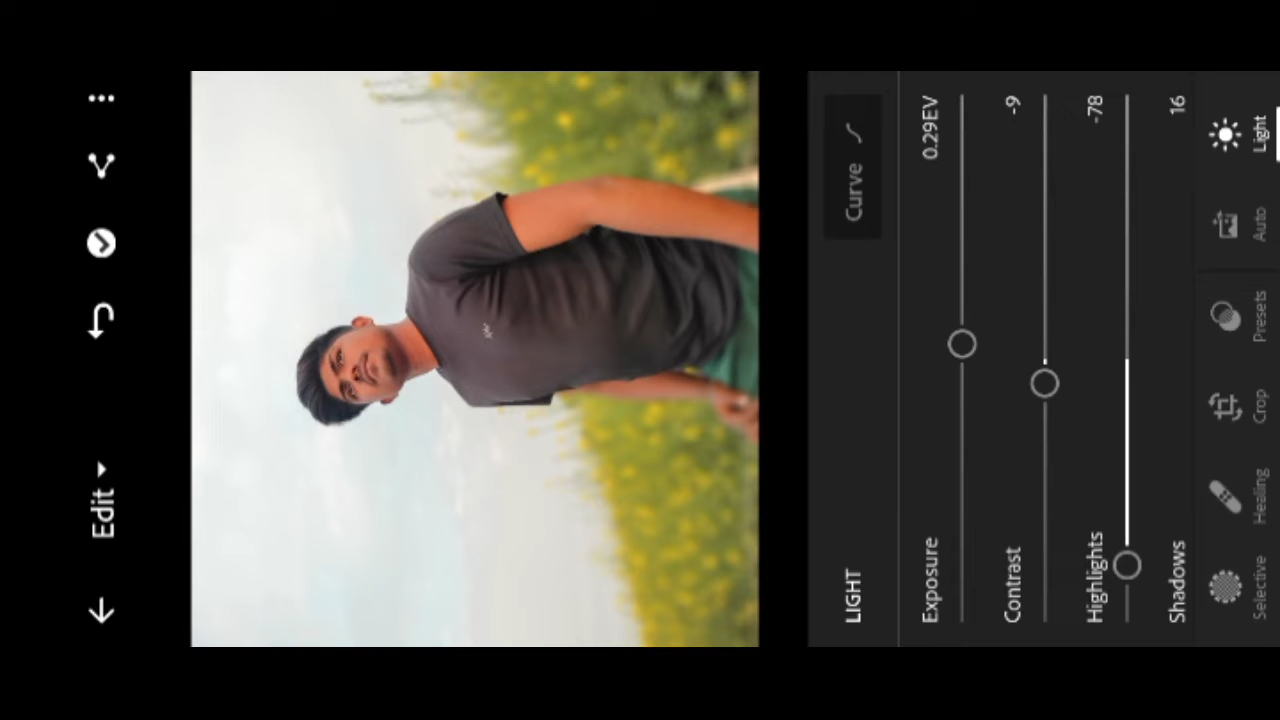 Edit
LIGHT
Curve
Exposure 0.29EV
Contrast -9
Highlights -78
Shadows 16
Selective Healing Crop Presets Auto Light